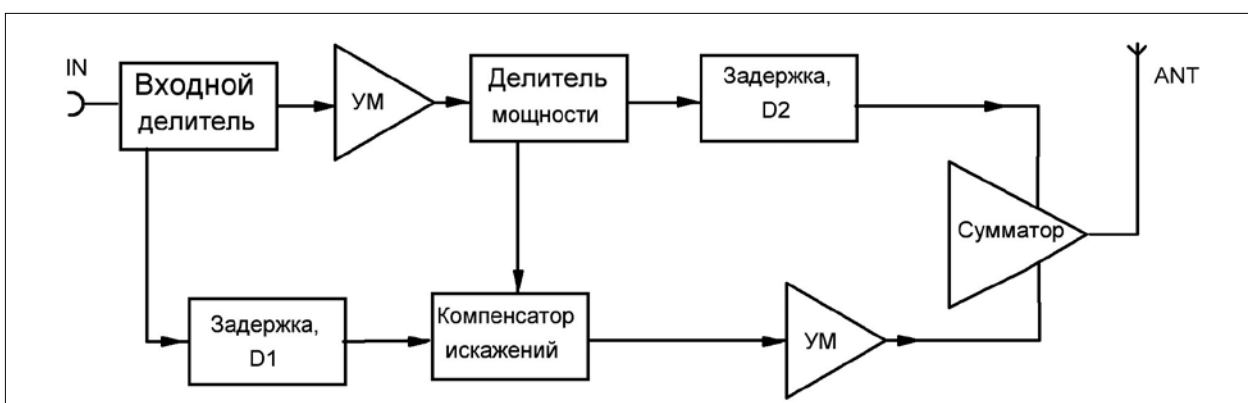 IN
Входной
делитель
УМ
Делитель
мощности
Задержка,
D2
ANT
Сумматор
Задержка,
D1
Компенсатор
искажений
УМ